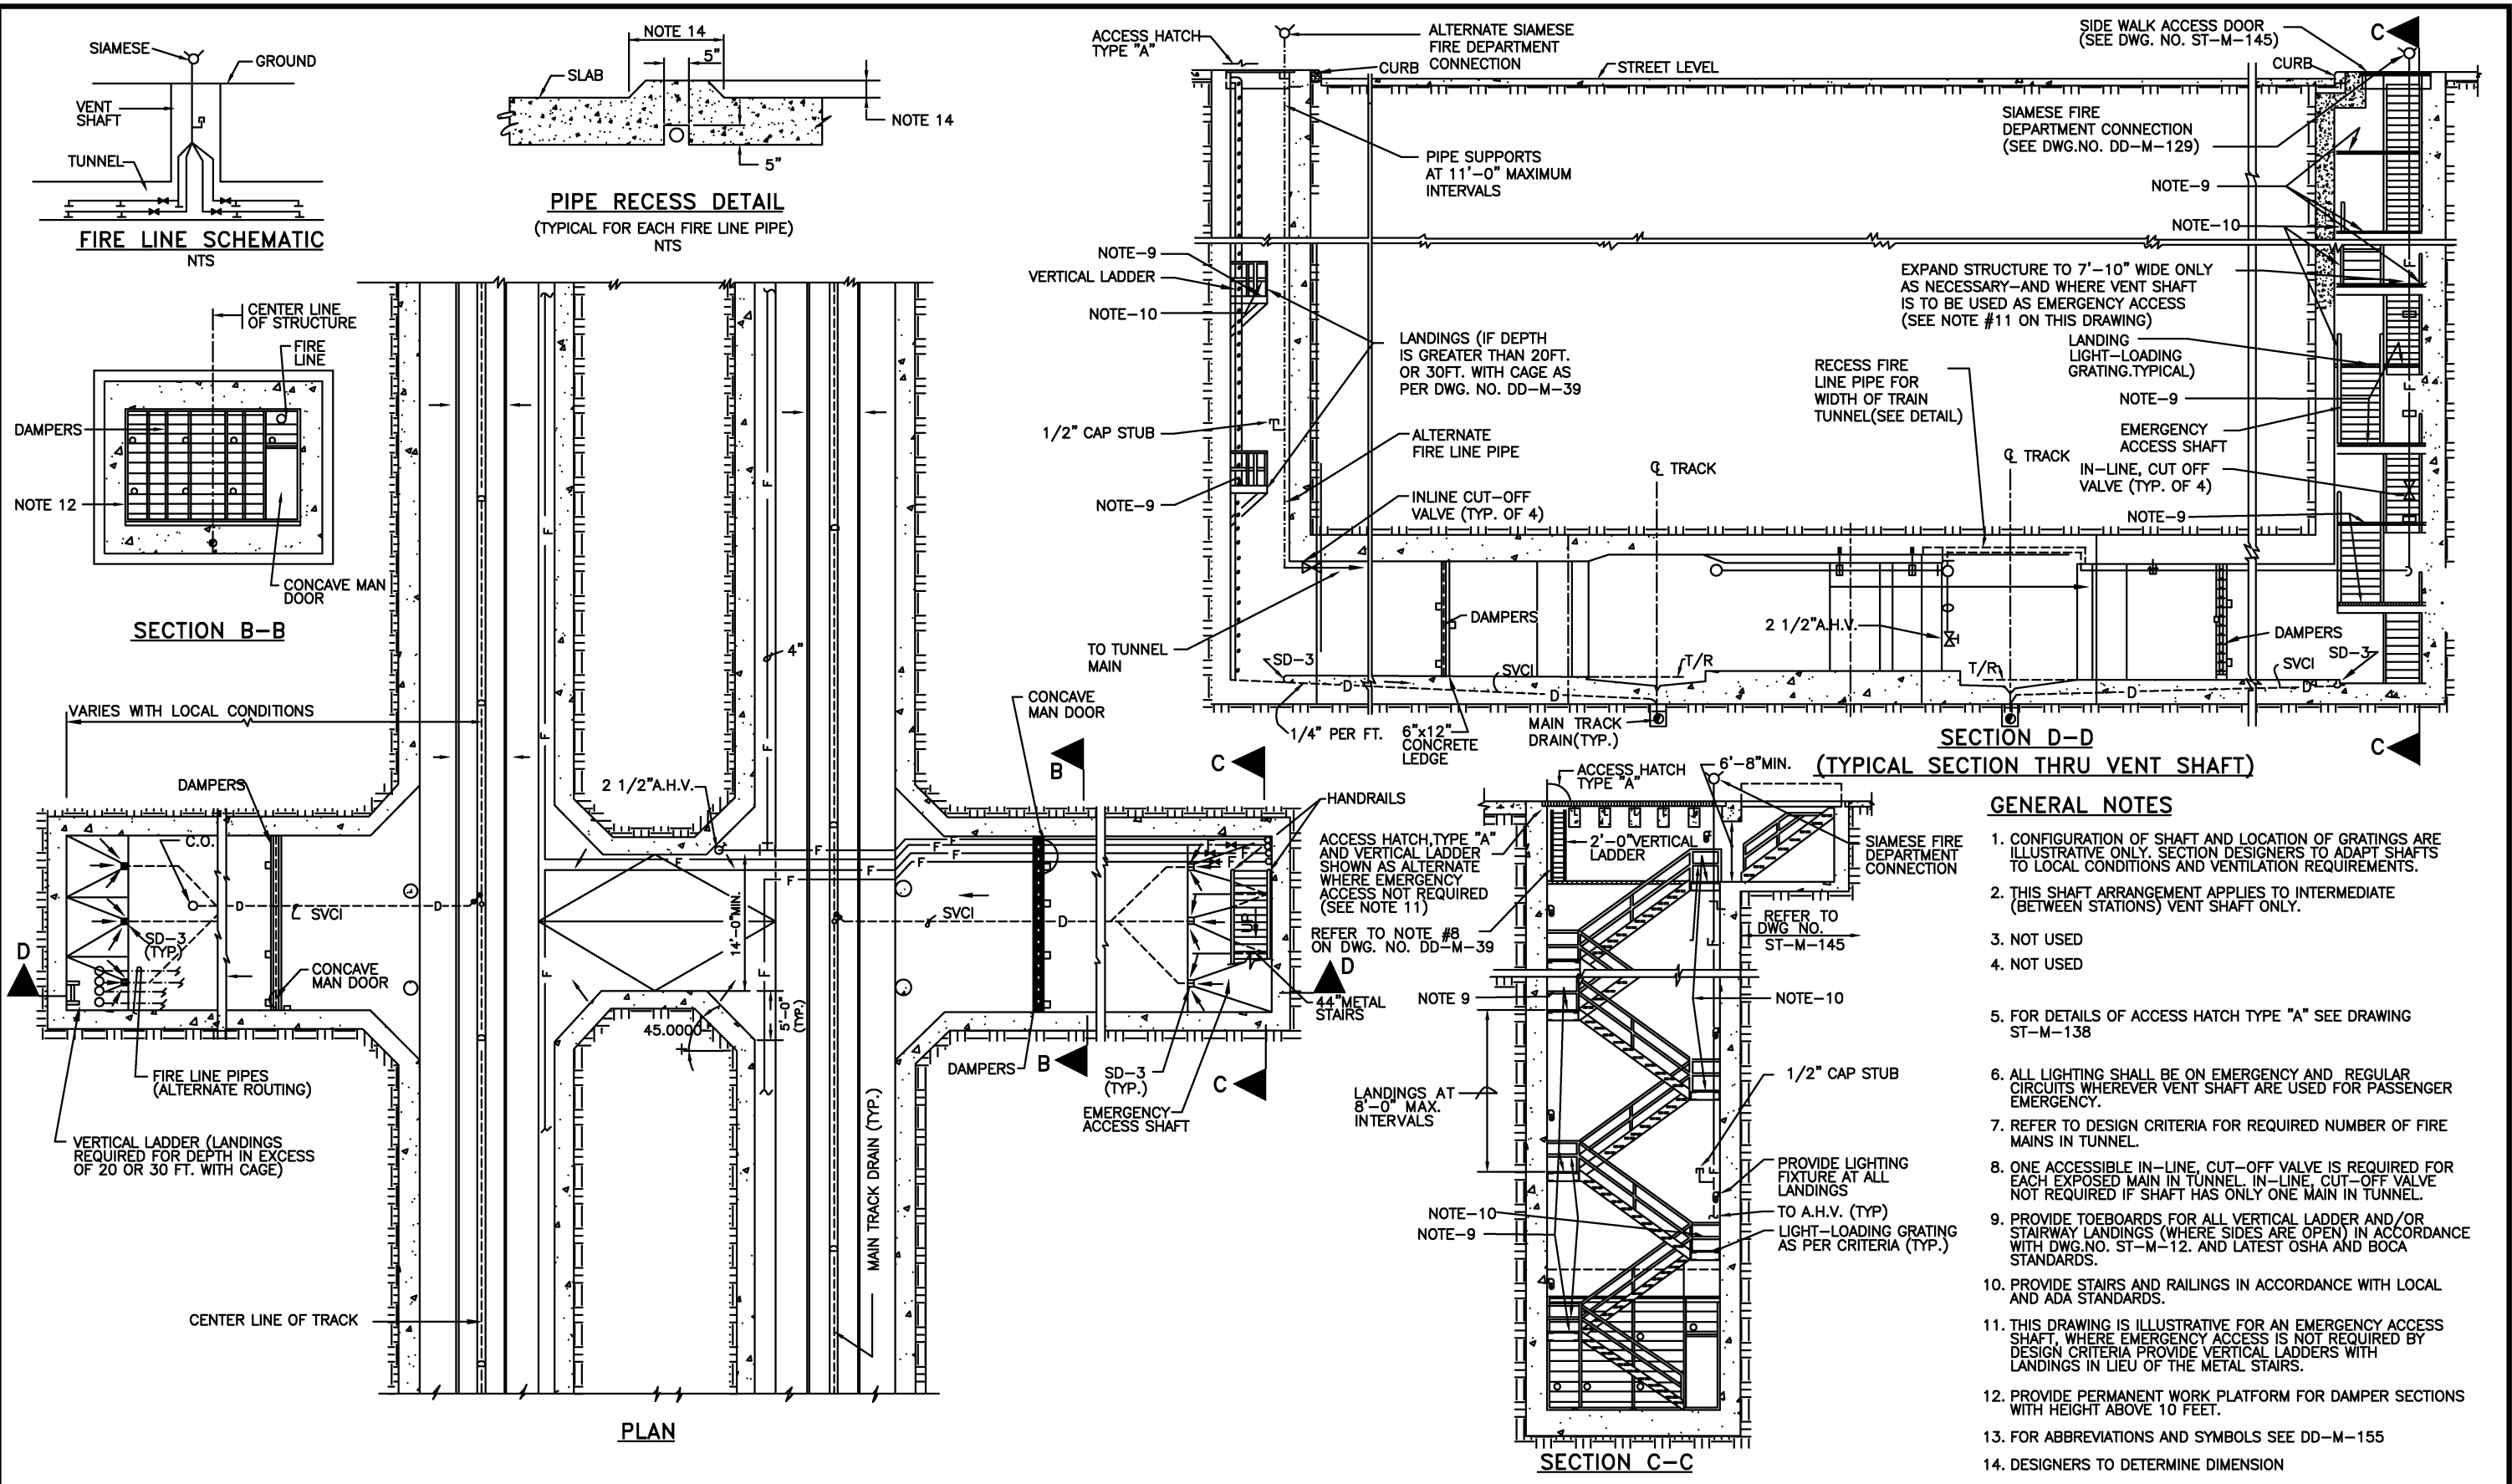 SIAMESE
GROUND
VENT
SHAFT
TUNNEL
FIRE LINE SCHEMATIC
NTS
NOTE 14
5"
SLAB
NOTE 14
5"
PIPE RECESS DETAIL
(TYPICAL FOR EACH FIRE LINE PIPE)
NTS
CENTER LINE
OF STRUCTURE
FIRE
LINE
DAMPERS
NOTE 12
CONCAVE MAN
DOOR
SECTION B-B
VARIES WITH LOCAL CONDITIONS
DAMPERS
C.O.
D
SVCI
D
SD-3
(TYP.)
D
CONCAVE
MAN DOOR
FIRE LINE PIPES
(ALTERNATE ROUTING)
VERTICAL LADDER (LANDINGS
REQUIRED FOR DEPTH IN EXCESS
OF 20 OR 30 FT. WITH CAGE)
CENTER LINE OF TRACK
F
F
F
F
F
4"
2 1/2"A.H.V.
F
F
F
F
F
F
F
F
14'-0"MIN.
5'-0"
(TYP.)
45.0000
MAIN TRACK DRAIN (TYP.)
PLAN
CONCAVE
MAN DOOR
B
C
HANDRAILS
SVCI
D
UP
D
44"METAL
STAIRS
DAMPERS
B
SD-3
(TYP.)
C
EMERGENCY
ACCESS SHAFT
ACCESS HATCH
TYPE "A"
ALTERNATE SIAMESE
FIRE DEPARTMENT
CONNECTION
CURB
STREET LEVEL
SIDE WALK ACCESS DOOR
(SEE DWG. NO. ST-M-145)
C
CURB
SIAMESE FIRE
DEPARTMENT CONNECTION
(SEE DWG.NO. DD-M-129)
PIPE SUPPORTS
AT 11'-0" MAXIMUM
INTERVALS
NOTE-9
NOTE-10
NOTE-9
VERTICAL LADDER
NOTE-10
EXPAND STRUCTURE TO 7'-10" WIDE ONLY
AS NECESSARY-AND WHERE VENT SHAFT
IS TO BE USED AS EMERGENCY ACCESS
(SEE NOTE #11 ON THIS DRAWING)
LANDINGS (IF DEPTH
IS GREATER THAN 20FT.
OR 30FT. WITH CAGE AS
PER DWG. NO. DD-M-39
LANDING
LIGHT-LOADING
GRATING.TYPICAL)
RECESS FIRE
LINE PIPE FOR
WIDTH OF TRAIN
TUNNEL(SEE DETAIL)
NOTE-9
1/2" CAP STUB
ALTERNATE
FIRE LINE PIPE
EMERGENCY
ACCESS SHAFT
℄ TRACK
℄ TRACK
IN-LINE, CUT OFF
VALVE (TYP. OF 4)
NOTE-9
INLINE CUT-OFF
VALVE (TYP. OF 4)
NOTE-9
F
F
DAMPERS
2 1/2"A.H.V.
DAMPERS
TO TUNNEL
MAIN
SD-3
SVCI
T/R
T/R
SVCI
SD-3
D
D
D
D
1/4" PER FT.
6"x12"
CONCRETE
LEDGE
MAIN TRACK
DRAIN(TYP.)
SECTION D-D
C
(TYPICAL SECTION THRU VENT SHAFT)
ACCESS HATCH
TYPE "A"
6'-8"MIN.
ACCESS HATCH,TYPE "A"
AND VERTICAL LADDER
SHOWN AS ALTERNATE
WHERE EMERGENCY
ACCESS NOT REQUIRED
(SEE NOTE 11)
2'-0"VERTICAL
LADDER
SIAMESE FIRE
DEPARTMENT
CONNECTION
REFER TO NOTE #8
ON DWG. NO. DD-M-39
REFER TO
DWG NO.
ST-M-145
NOTE 9
NOTE-10
LANDINGS AT
8'-0" MAX.
INTERVALS
1/2" CAP STUB
PROVIDE LIGHTING
FIXTURE AT ALL
LANDINGS
NOTE-10
TO A.H.V. (TYP)
NOTE-9
LIGHT-LOADING GRATING
AS PER CRITERIA (TYP.)
SECTION C-C
GENERAL NOTES
1. CONFIGURATION OF SHAFT AND LOCATION OF GRATINGS ARE
ILLUSTRATIVE ONLY. SECTION DESIGNERS TO ADAPT SHAFTS
TO LOCAL CONDITIONS AND VENTILATION REQUIREMENTS.
2. THIS SHAFT ARRANGEMENT APPLIES TO INTERMEDIATE
(BETWEEN STATIONS) VENT SHAFT ONLY.
3. NOT USED
4. NOT USED
5. FOR DETAILS OF ACCESS HATCH TYPE "A" SEE DRAWING
ST-M-138
6. ALL LIGHTING SHALL BE ON EMERGENCY AND REGULAR
CIRCUITS WHEREVER VENT SHAFT ARE USED FOR PASSENGER
EMERGENCY.
7. REFER TO DESIGN CRITERIA FOR REQUIRED NUMBER OF FIRE
MAINS IN TUNNEL.
8. ONE ACCESSIBLE IN-LINE, CUT-OFF VALVE IS REQUIRED FOR
EACH EXPOSED MAIN IN TUNNEL. IN-LINE, CUT-OFF VALVE
NOT REQUIRED IF SHAFT HAS ONLY ONE MAIN IN TUNNEL.
9. PROVIDE TOEBOARDS FOR ALL VERTICAL LADDER AND/OR
STAIRWAY LANDINGS (WHERE SIDES ARE OPEN) IN ACCORDANCE
WITH DWG.NO. ST-M-12. AND LATEST OSHA AND BOCA
STANDARDS.
10. PROVIDE STAIRS AND RAILINGS IN ACCORDANCE WITH LOCAL
AND ADA STANDARDS.
11. THIS DRAWING IS ILLUSTRATIVE FOR AN EMERGENCY ACCESS
SHAFT, WHERE EMERGENCY ACCESS IS NOT REQUIRED BY
DESIGN CRITERIA PROVIDE VERTICAL LADDERS WITH
LANDINGS IN LIEU OF THE METAL STAIRS.
12. PROVIDE PERMANENT WORK PLATFORM FOR DAMPER SECTIONS
WITH HEIGHT ABOVE 10 FEET.
13. FOR ABBREVIATIONS AND SYMBOLS SEE DD-M-155
14. DESIGNERS TO DETERMINE DIMENSION